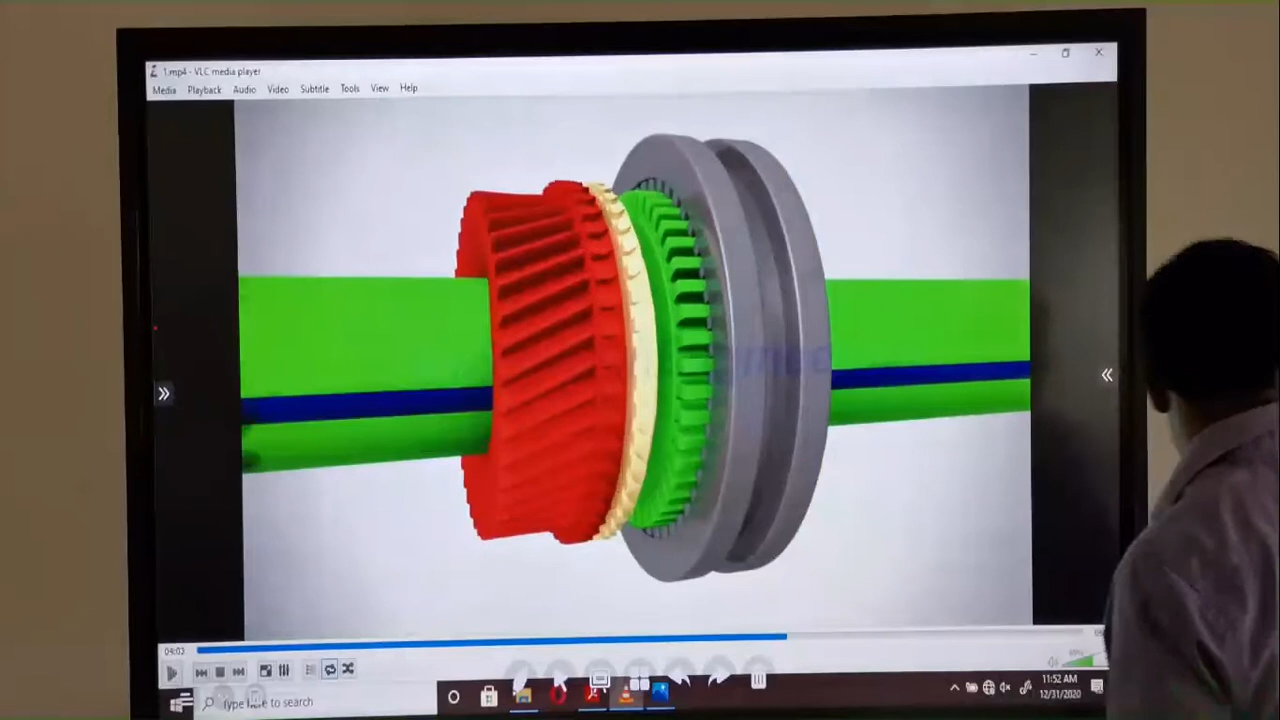 1.mp4 - VLC media player
Media Playback Audio Video Subtitle Tools View Help
04:03
Type here to search
11:52 AM
12/31/2020